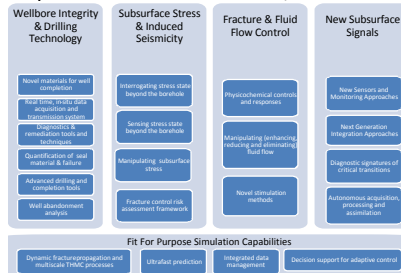 Wellbore Integrity
& Drilling
Technology
Novel materials for well
completion
Real time, in-situ data
acquisition and
transmission system
Diagnostics &
remediation tools and
techniques
Quantification of seal
material & failure
Advanced drilling and
completion tools
Well abandonment
analysis
Subsurface Stress
& Induced
Seismicity
Interrogating stress state
beyond the borehole
Sensing stress state
beyond the borehole
Manipulating subsurface
stress
Fracture control risk
assessment framework
Fracture & Fluid
Flow Control
Physicochemical controls
and responses
Manipulating (enhancing,
reducing and eliminating)
fluid flow
Novel stimulation
methods
New Subsurface
Signals
New Sensors and
Monitoring Approaches
Next Generation
Integration Approaches
Diagnostic signatures of
critical transitions
Autonomous acquisition,
processing and
assimilation
Fit For Purpose Simulation Capabilities
Dynamic fracturepropagation and
multiscale THMC processes
Ultrafast prediction
Integrated data
management
Decision support for adaptive control